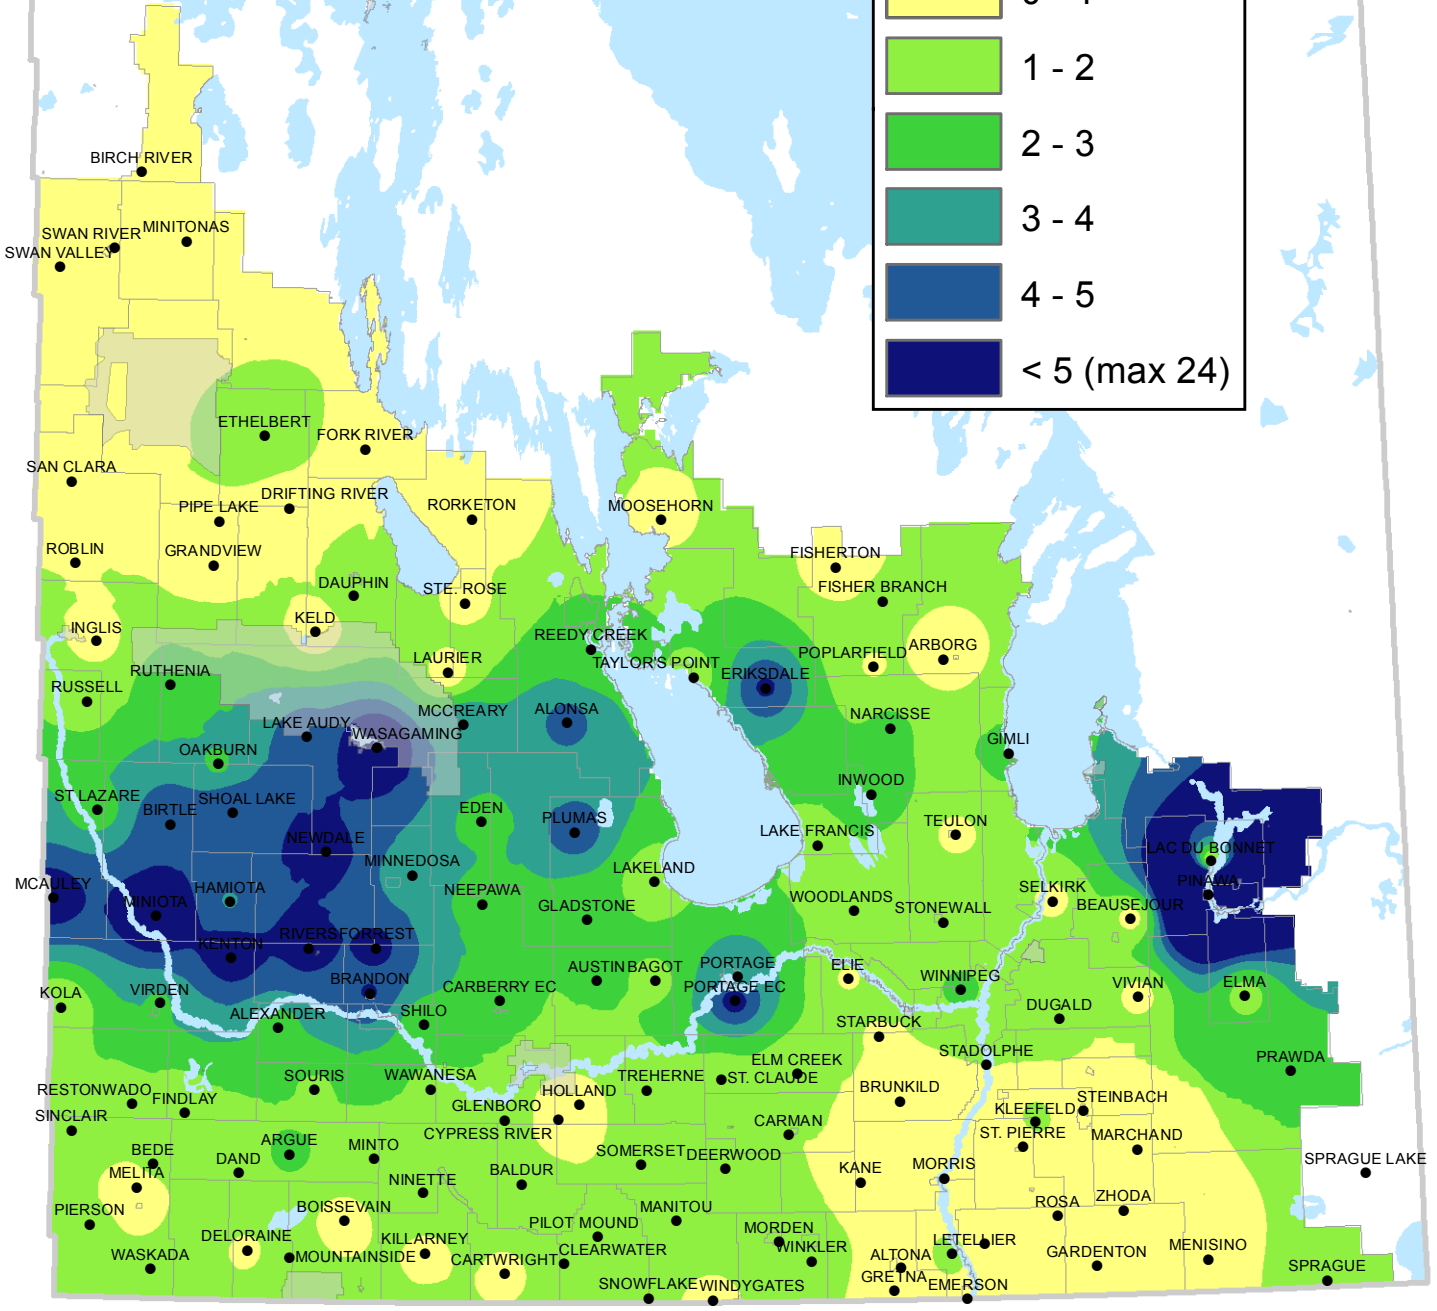 1 - 2
2 - 3
3 - 4
4 - 5
< 5 (max 24)
BIRCH RIVER
SWAN RIVER
MINITONAS
SWAN VALLEY
ETHELBERT
FORK RIVER
SAN CLARA
DRIFTING RIVER
PIPE LAKE
RORKETON
MOOSEHORN
ROBLIN
GRANDVIEW
FISHERTON
DAUPHIN
STE. ROSE
FISHER BRANCH
KELD
INGLIS
REEDY CREEK
LAURIER
TAYLOR'S POINT
POPLARFIELD
ARBORG
RUTHENIA
ERIKSDALE
RUSSELL
MCCREARY
ALONSA
NARCISSE
LAKE AUDY
WASAGAMING
GIMLI
OAKBURN
INWOOD
ST LAZARE
BIRTLE
SHOAL LAKE
EDEN
PLUMAS
LAKE FRANCIS
TEULON
NEWDALE
MINNEDOSA
LAC DU BONNET
LAKELAND
MCAULEY
HAMIOTA
NEEPAWA
SELKIRK
PINAWA
MINIOTA
GLADSTONE
WOODLANDS
STONEWALL
BEAUSEJOUR
KENTON
RIVERS
FORREST
BRANDON
AUSTIN
BAGOT
PORTAGE
ELIE
WINNIPEG
KOLA
VIRDEN
CARBERRY EC
PORTAGE EC
VIVIAN
ELMA
ALEXANDER
SHILO
DUGALD
STARBUCK
STADOLPHE
PRAWDA
ELM CREEK
RESTONWADO
FINDLAY
SOURIS
WAWANESA
HOLLAND
TREHERNE
ST. CLAUDE
BRUNKILD
STEINBACH
SINCLAIR
GLENBORO
KLEEFELD
CYPRESS RIVER
CARMAN
ST. PIERRE
MARCHAND
BEDE
ARGUE
MINTO
SOMERSET
DEERWOOD
MELITA
DAND
BALDUR
KANE
MORRIS
SPRAGUE LAKE
NINETTE
PIERSON
BOISSEVAIN
MANITOU
ROSA
ZHODA
PILOT MOUND
MORDEN
DELORAINE
KILLARNEY
WINKLER
LETELLIER
WASKADA
MOUNTAINSIDE
CARTWRIGHT
CLEARWATER
ALTONA
GARDENTON
MENISINO
SPRAGUE
SNOWFLAKE
WINDYGATES
GRETNA
EMERSON